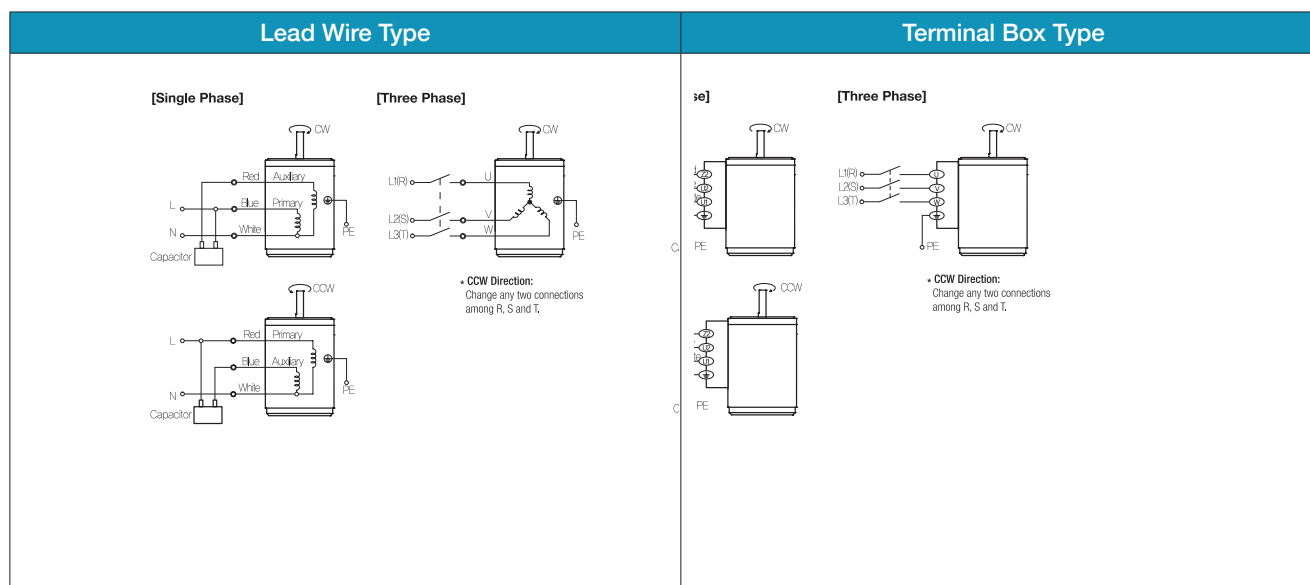 Lead Wire Type
Terminal Box Type
[Single Phase]
[Three Phase]
CW
Red
Auxiliary
L
Blue
Primary
N
White
Capacitor
PE
CCW
L
Red
Primary
Blue
Auxiliary
N
White
Capacitor
PE
CW
L1(R)
U
L2(S)
V
L3(T)
W
PE
* CCW Direction:
Change any two connections
among R, S and T.
se]
[Three Phase]
CW
Z2
U2
U1
C
PE
CCW
Z2
U2
U1
C
PE
CW
L1(R)
U
L2(S)
V
L3(T)
W
PE
* CCW Direction:
Change any two connections
among R, S and T.